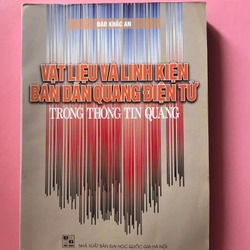 ĐÀO KHẮC AN
VẬT LIỆU VÀ LINH KIỆN
BÁN DẪN QUANG ĐIỆN TỬ
TRONG THÔNG TIN QUANG
NHÀ XUẤT BẢN ĐẠI HỌC QUỐC GIA HÀ NỘI